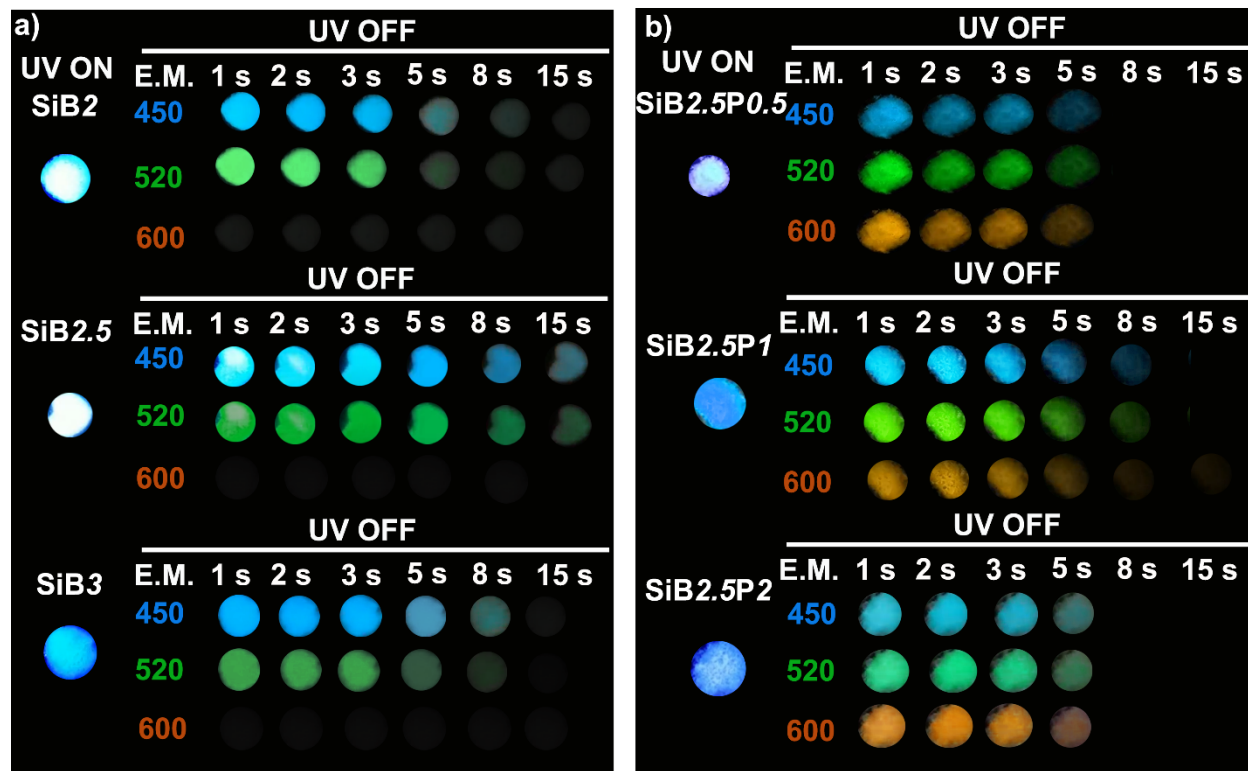 a)
UV OFF
UV ON
E.M. 1 s 2 s 3 s 5 s 8 s 15 s
SiB2
450
520
600
UV OFF
SiB2.5
E.M. 1 s 2 s 3 s 5 s 8 s 15 s
450
520
600
UV OFF
SiB3
E.M. 1 s 2 s 3 s 5 s 8 s 15 s
450
520
600
b)
UV OFF
UV ON
E.M. 1 s 2 s 3 s 5 s 8 s 15 s
SiB2.5P0.5
450
520
600
UV OFF
SiB2.5P1
E.M. 1 s 2 s 3 s 5 s 8 s 15 s
450
520
600
UV OFF
SiB2.5P2
E.M. 1 s 2 s 3 s 5 s 8 s 15 s
450
520
600